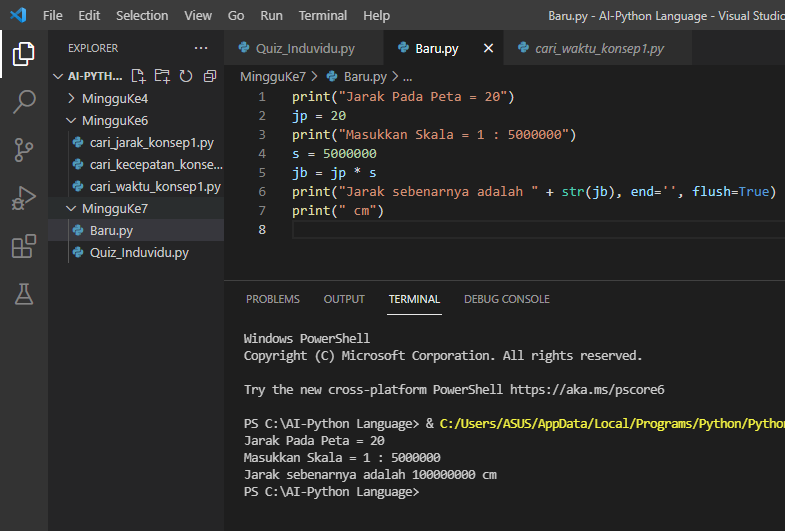 File Edit Selection View Go Run Terminal Help Baru.py - AI-Python Language - Visual Studio
EXPLORER ...
AI-PYTH...
MingguKe4
MingguKe6
cari_jarak_konsep1.py
cari_kecepatan_konse...
cari_waktu_konsep1.py
MingguKe7
Baru.py
Quiz_Induvidu.py
Quiz_Induvidu.py Baru.py cari_waktu_konsep1.py
MingguKe7 > Baru.py > ...
1 print("Jarak Pada Peta = 20")
2 jp = 20
3 print("Masukkan Skala = 1 : 5000000")
4 s = 5000000
5 jb = jp * s
6 print("Jarak sebenarnya adalah " + str(jb), end='', flush=True)
7 print(" cm")
8
PROBLEMS OUTPUT TERMINAL DEBUG CONSOLE
Windows PowerShell
Copyright (C) Microsoft Corporation. All rights reserved.
Try the new cross-platform PowerShell https://aka.ms/pscore6
PS C:\AI-Python Language> & C:/Users/ASUS/AppData/Local/Programs/Python/Python
Jarak Pada Peta = 20
Masukkan Skala = 1 : 5000000
Jarak sebenarnya adalah 100000000 cm
PS C:\AI-Python Language>